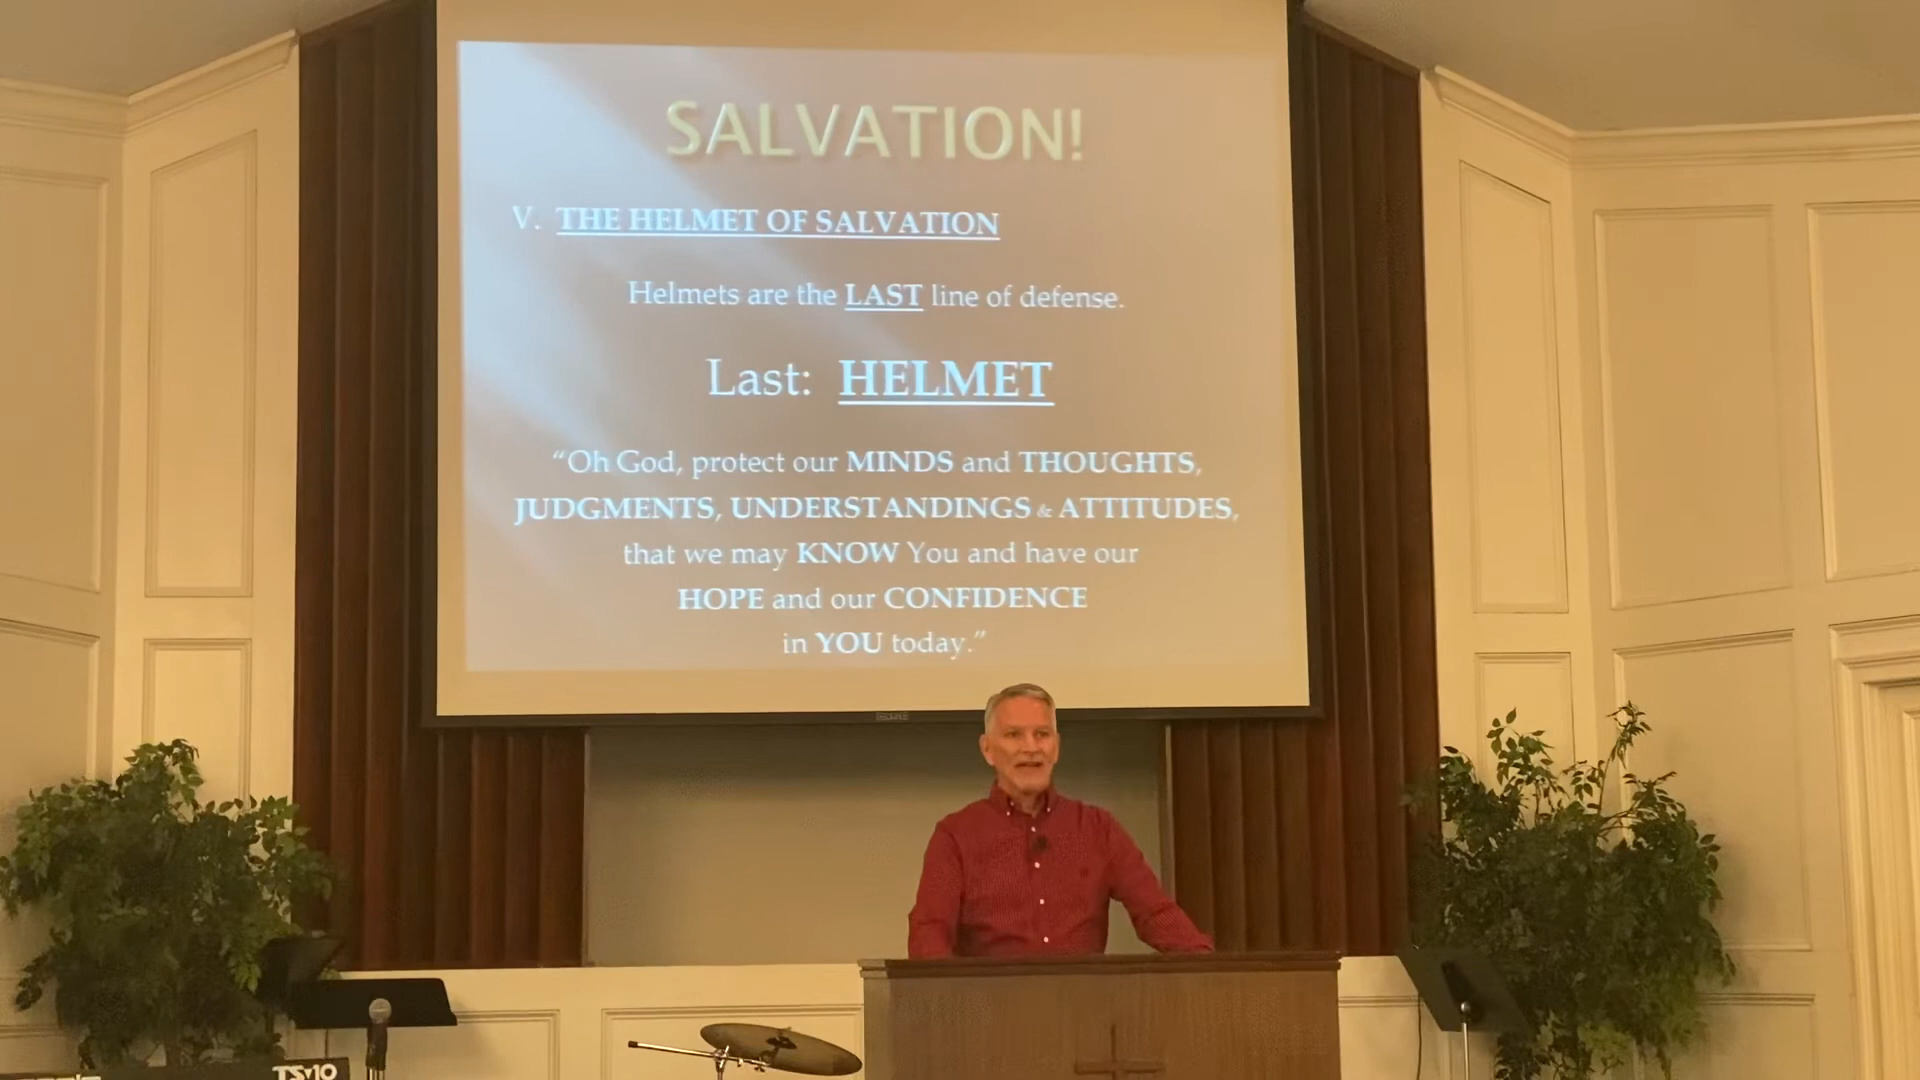 SALVATION!
V. THE HELMET OF SALVATION
Helmets are the LAST line of defense.
Last: HELMET
“Oh God, protect our MINDS and THOUGHTS,
JUDGMENTS, UNDERSTANDINGS & ATTITUDES,
that we may KNOW You and have our
HOPE and our CONFIDENCE
in YOU today.”
TS·10